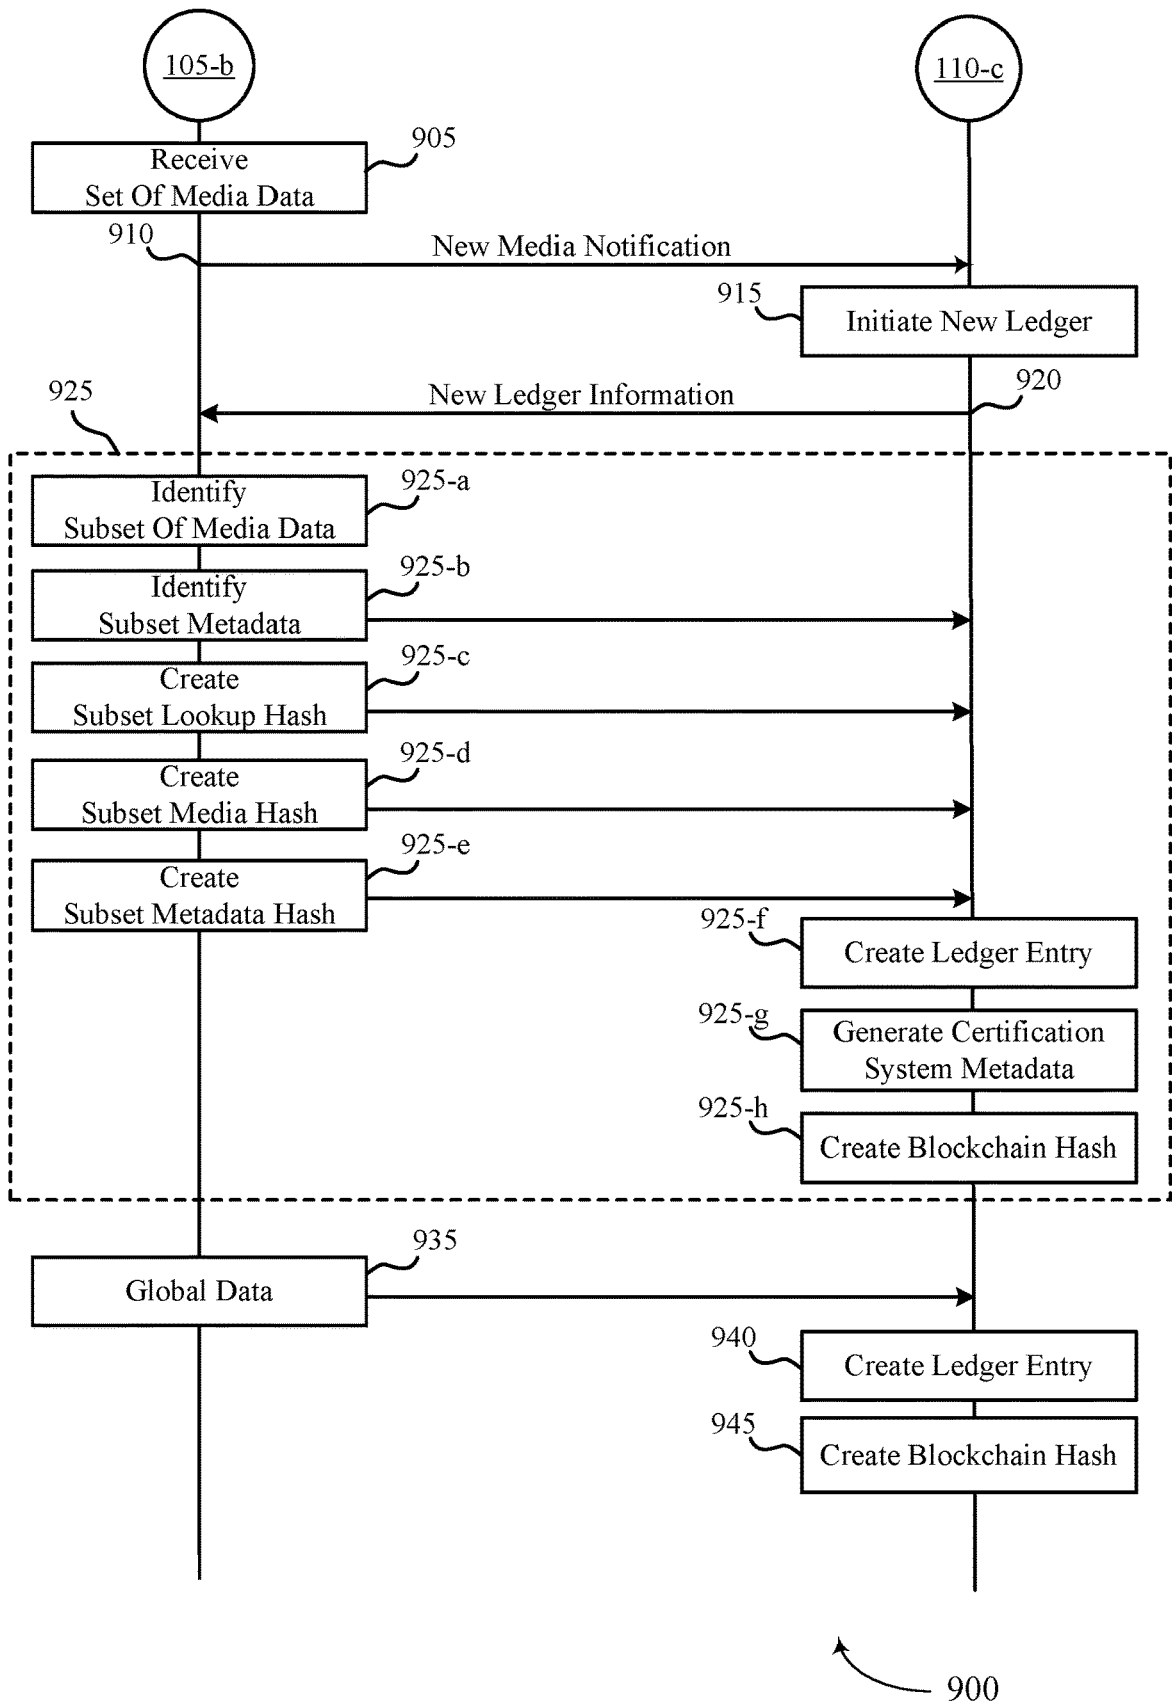 105-b
110-c
905
Receive
Set Of Media Data
910
New Media Notification
915
Initiate New Ledger
925
New Ledger Information
920
925-a
Identify
Subset Of Media Data
925-b
Identify
Subset Metadata
925-c
Create
Subset Lookup Hash
925-d
Create
Subset Media Hash
925-e
Create
Subset Metadata Hash
925-f
Create Ledger Entry
925-g
Generate Certification
System Metadata
925-h
Create Blockchain Hash
935
Global Data
940
Create Ledger Entry
945
Create Blockchain Hash
900